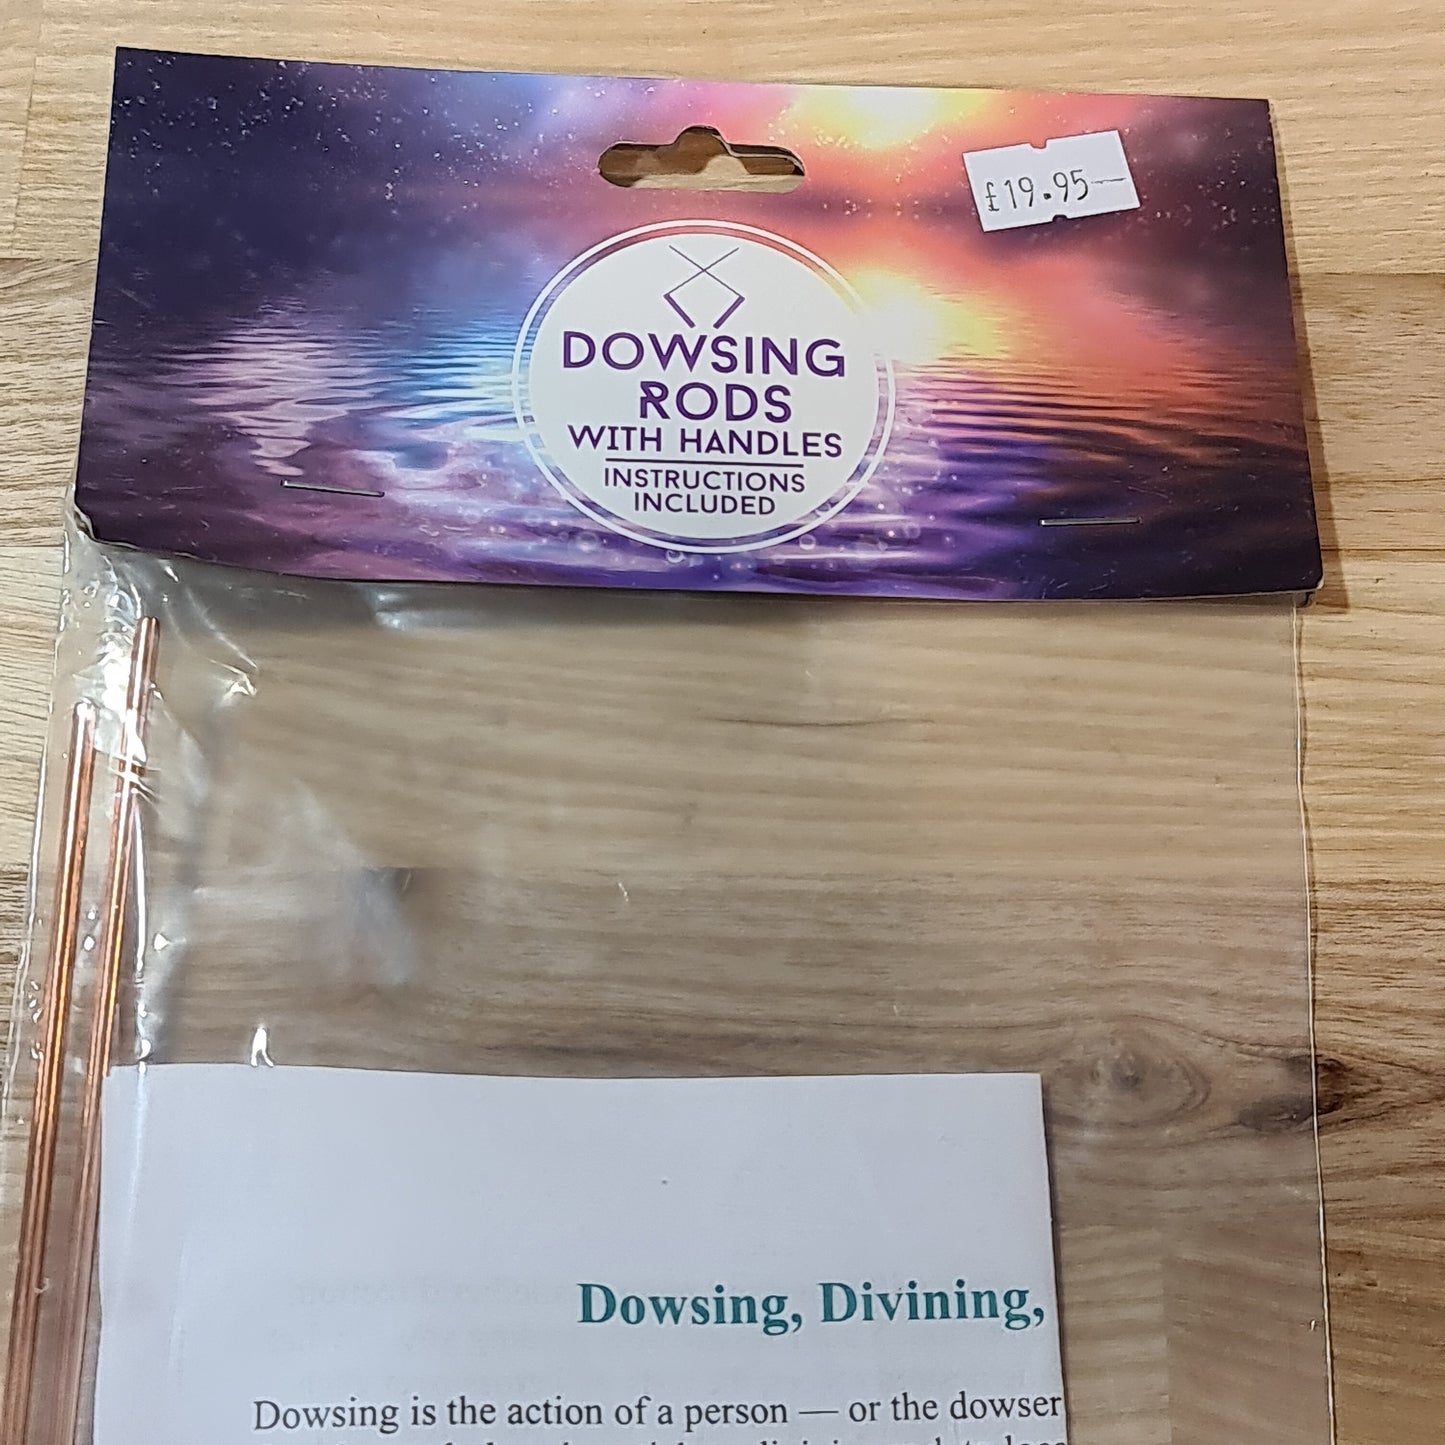 £19.95
DOWSING
RODS
WITH HANDLES
INSTRUCTIONS
INCLUDED
Dowsing, Divining,
Dowsing is the action of a person — or the dowser